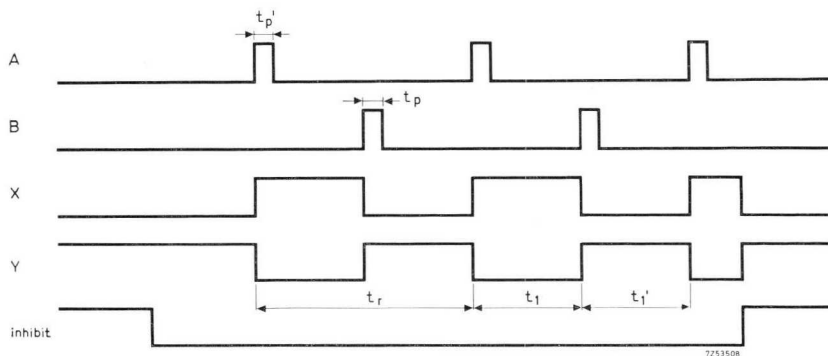 tp'
A
tp
B
X
Y
tr
t1
t1'
inhibit
7Z53508